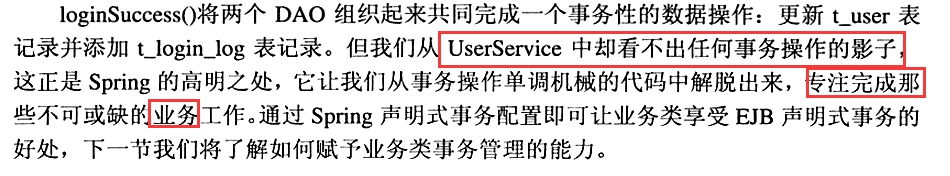 loginSuccess()将两个 DAO 组织起来共同完成一个事务性的数据操作：更新 t_user 表
记录并添加 t_login_log 表记录。但我们从 UserService 中却看不出任何事务操作的影子，
这正是 Spring 的高明之处，它让我们从事务操作单调机械的代码中解脱出来，专注完成那
些不可或缺的业务工作。通过 Spring 声明式事务配置即可让业务类享受 EJB 声明式事务的
好处，下一节我们将了解如何赋予业务类事务管理的能力。